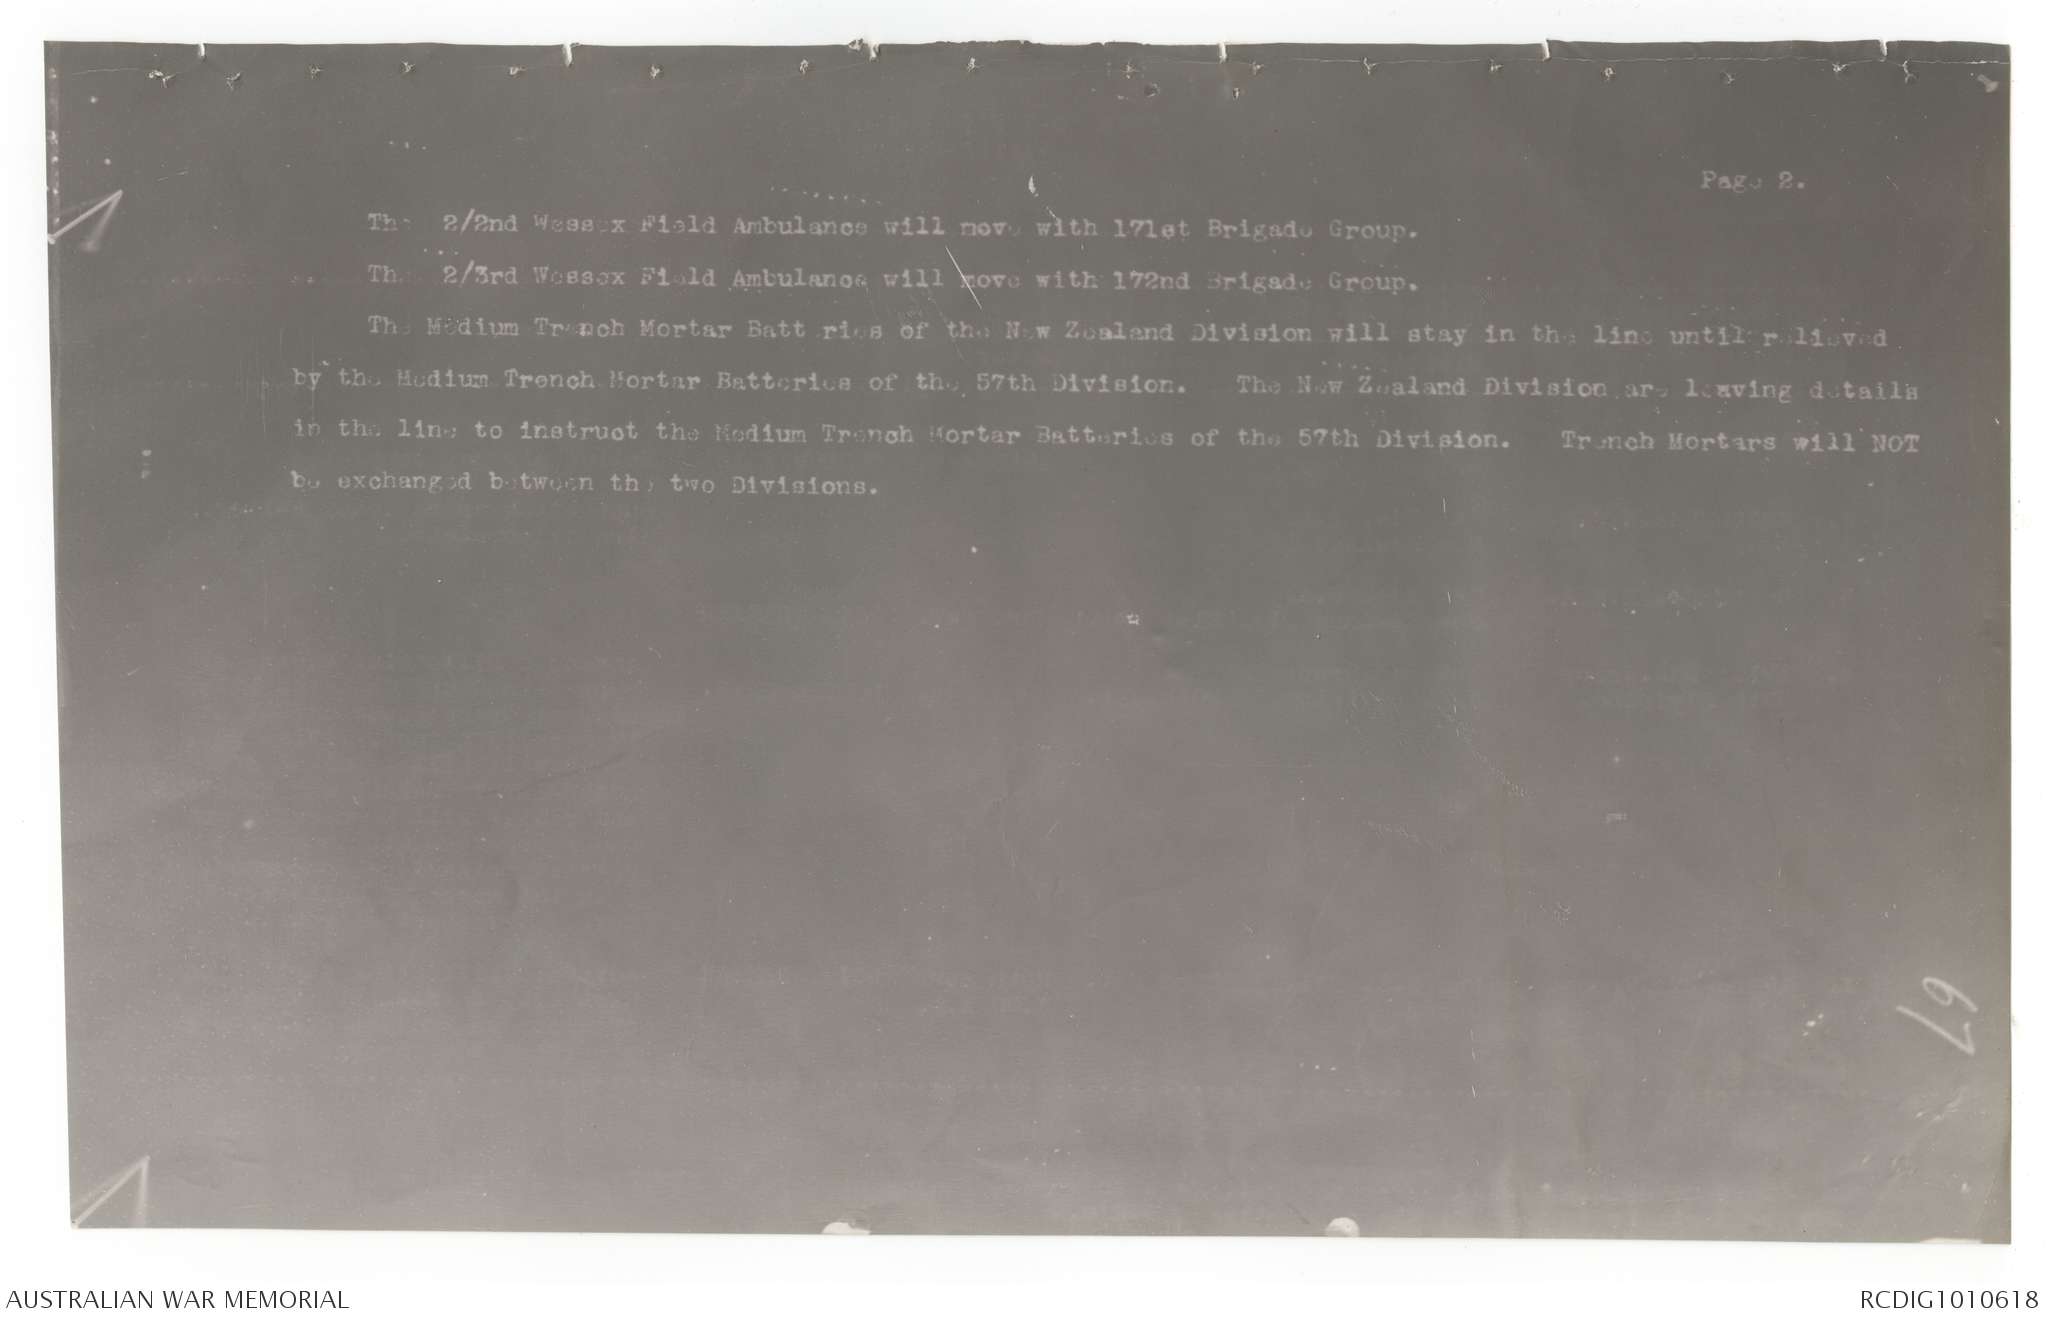 Page 2.
The 2/2nd Wessex Field Ambulance will move with 171st Brigade Group.
The 2/3rd Wessex Field Ambulance will move with 172nd Brigade Group.
The Medium Trench Mortar Batteries of the New Zealand Division will stay in the line until relieved
by the Medium Trench Mortar Batteries of the 57th Division. The New Zealand Division are leaving details
in the line to instruct the Medium Trench Mortar Batteries of the 57th Division. Trench Mortars will NOT
be exchanged between the two Divisions.
67
AUSTRALIAN WAR MEMORIAL
RCDIG1010618